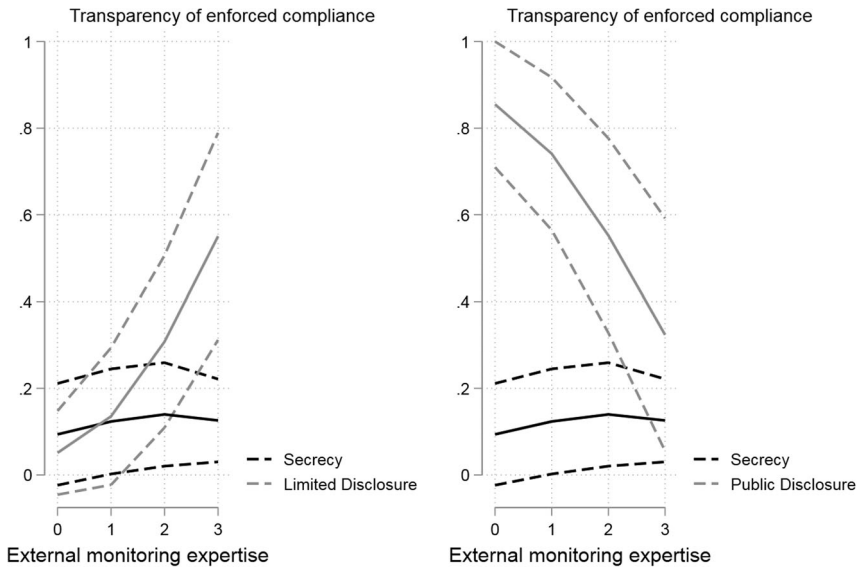 Transparency of enforced compliance
1
.8
.6
.4
.2
0
0 1 2 3
External monitoring expertise
Secrecy
Limited Disclosure
Transparency of enforced compliance
1
.8
.6
.4
.2
0
0 1 2 3
External monitoring expertise
Secrecy
Public Disclosure